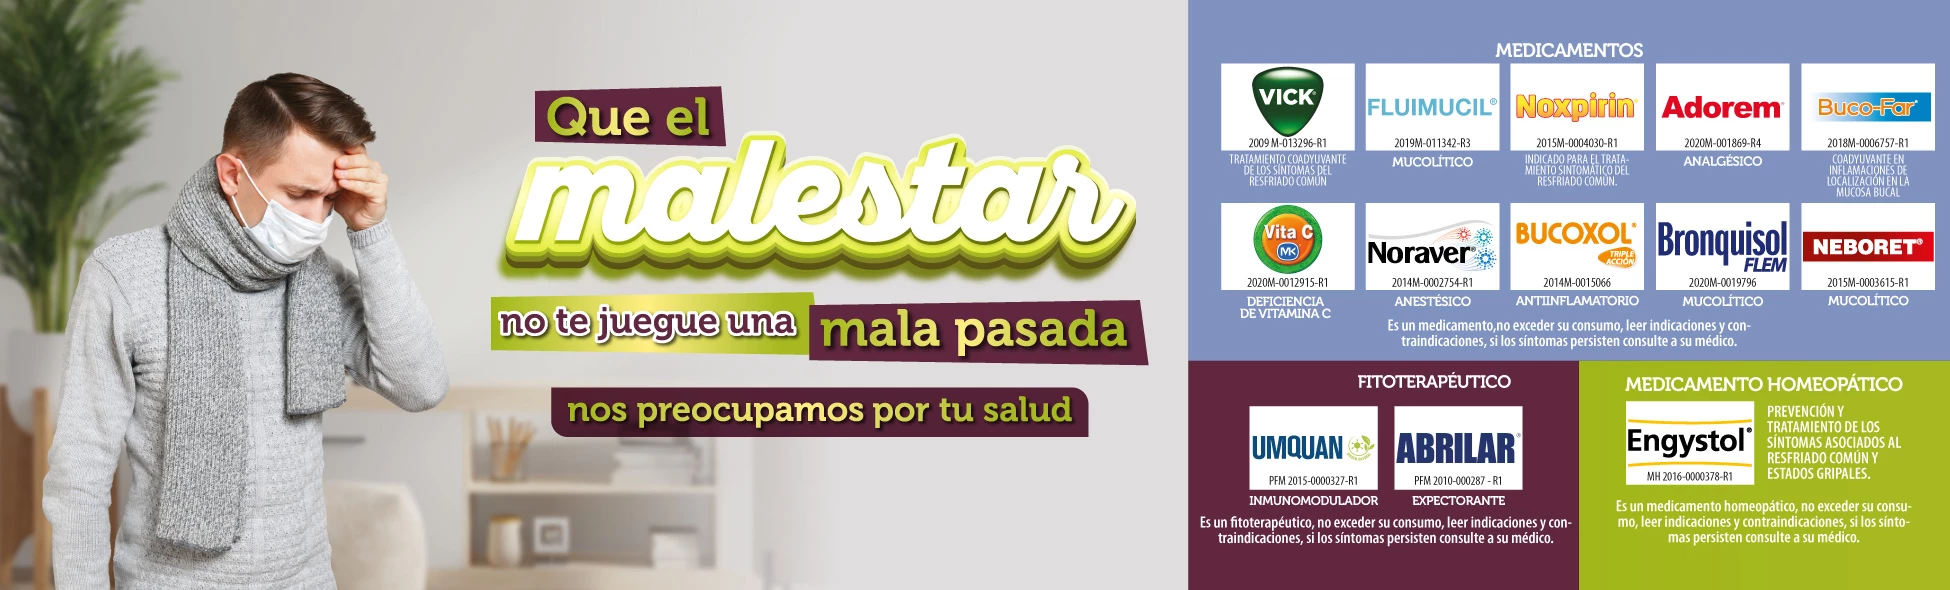 Que el
malestar
no te juegue una
mala pasada
nos preocupamos por tu salud
MEDICAMENTOS
VICK®
2009 M-013296-R1
TRATAMIENTO COADYUVANTE
DE LOS SÍNTOMAS DEL
RESFRIADO COMÚN
FLUIMUCIL®
2019M-011342-R3
MUCOLÍTICO
Noxpirin®
2015M-0004030-R1
INDICADO PARA EL TRATA-
MIENTO SINTOMÁTICO DEL
RESFRIADO COMÚN.
Adorem®
2020M-001869-R4
ANALGÉSICO
Buco-Far®
2018M-0006757-R1
COADYUVANTE EN
INFLAMACIONES DE
LOCALIZACIÓN EN LA
MUCOSA BUCAL
Vita C
MK
2020M-0012915-R1
DEFICIENCIA
DE VITAMINA C
Noraver®
2014M-0002754-R1
ANESTÉSICO
BUCOXOL®
TRIPLE
ACCIÓN
2014M-0015066
ANTIINFLAMATORIO
Bronquisol
FLEM
2020M-0019796
MUCOLÍTICO
NEBORET®
2015M-0003615-R1
MUCOLÍTICO
Es un medicamento,no exceder su consumo, leer indicaciones y con-
traindicaciones, si los síntomas persisten consulte a su médico.
FITOTERAPÉUTICO
UMQUAN
PFM 2015-0000327-R1
INMUNOMODULADOR
ABRILAR®
PFM 2010-000287 - R1
EXPECTORANTE
Es un fitoterapéutico, no exceder su consumo, leer indicaciones y con-
traindicaciones, si los síntomas persisten consulte a su médico.
MEDICAMENTO HOMEOPÁTICO
Engystol®
MH 2016-0000378-R1
PREVENCIÓN Y
TRATAMIENTO DE LOS
SÍNTOMAS ASOCIADOS AL
RESFRIADO COMÚN Y
ESTADOS GRIPALES.
Es un medicamento homeopático, no exceder su consu-
mo, leer indicaciones y contraindicaciones, si los sínto-
mas persisten consulte a su médico.